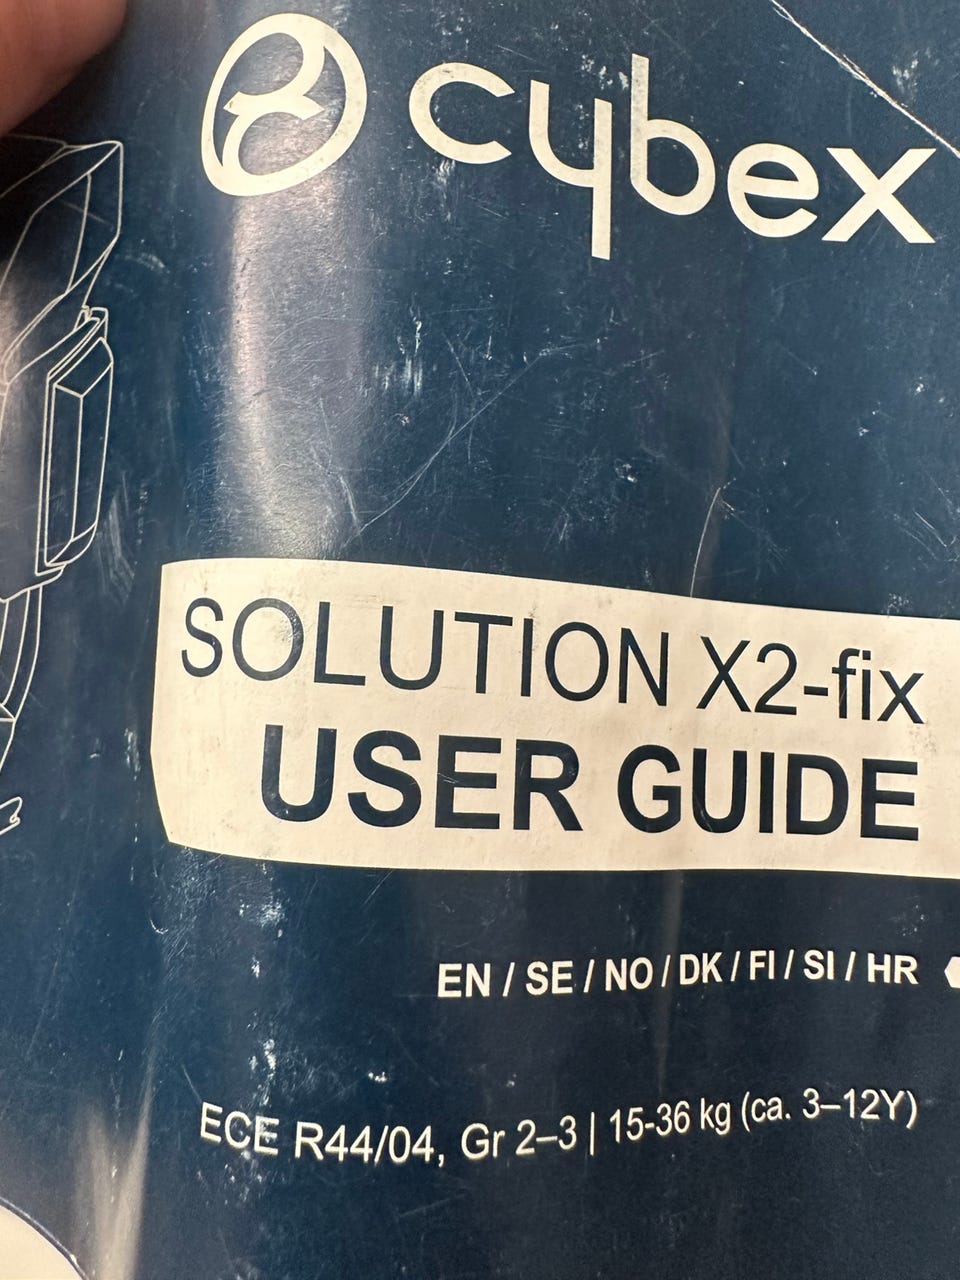 cybex
SOLUTION X2-fix
USER GUIDE
EN / SE / NO / DK / FI / SI / HR
ECE R44/04, Gr 2–3 | 15-36 kg (ca. 3–12Y)